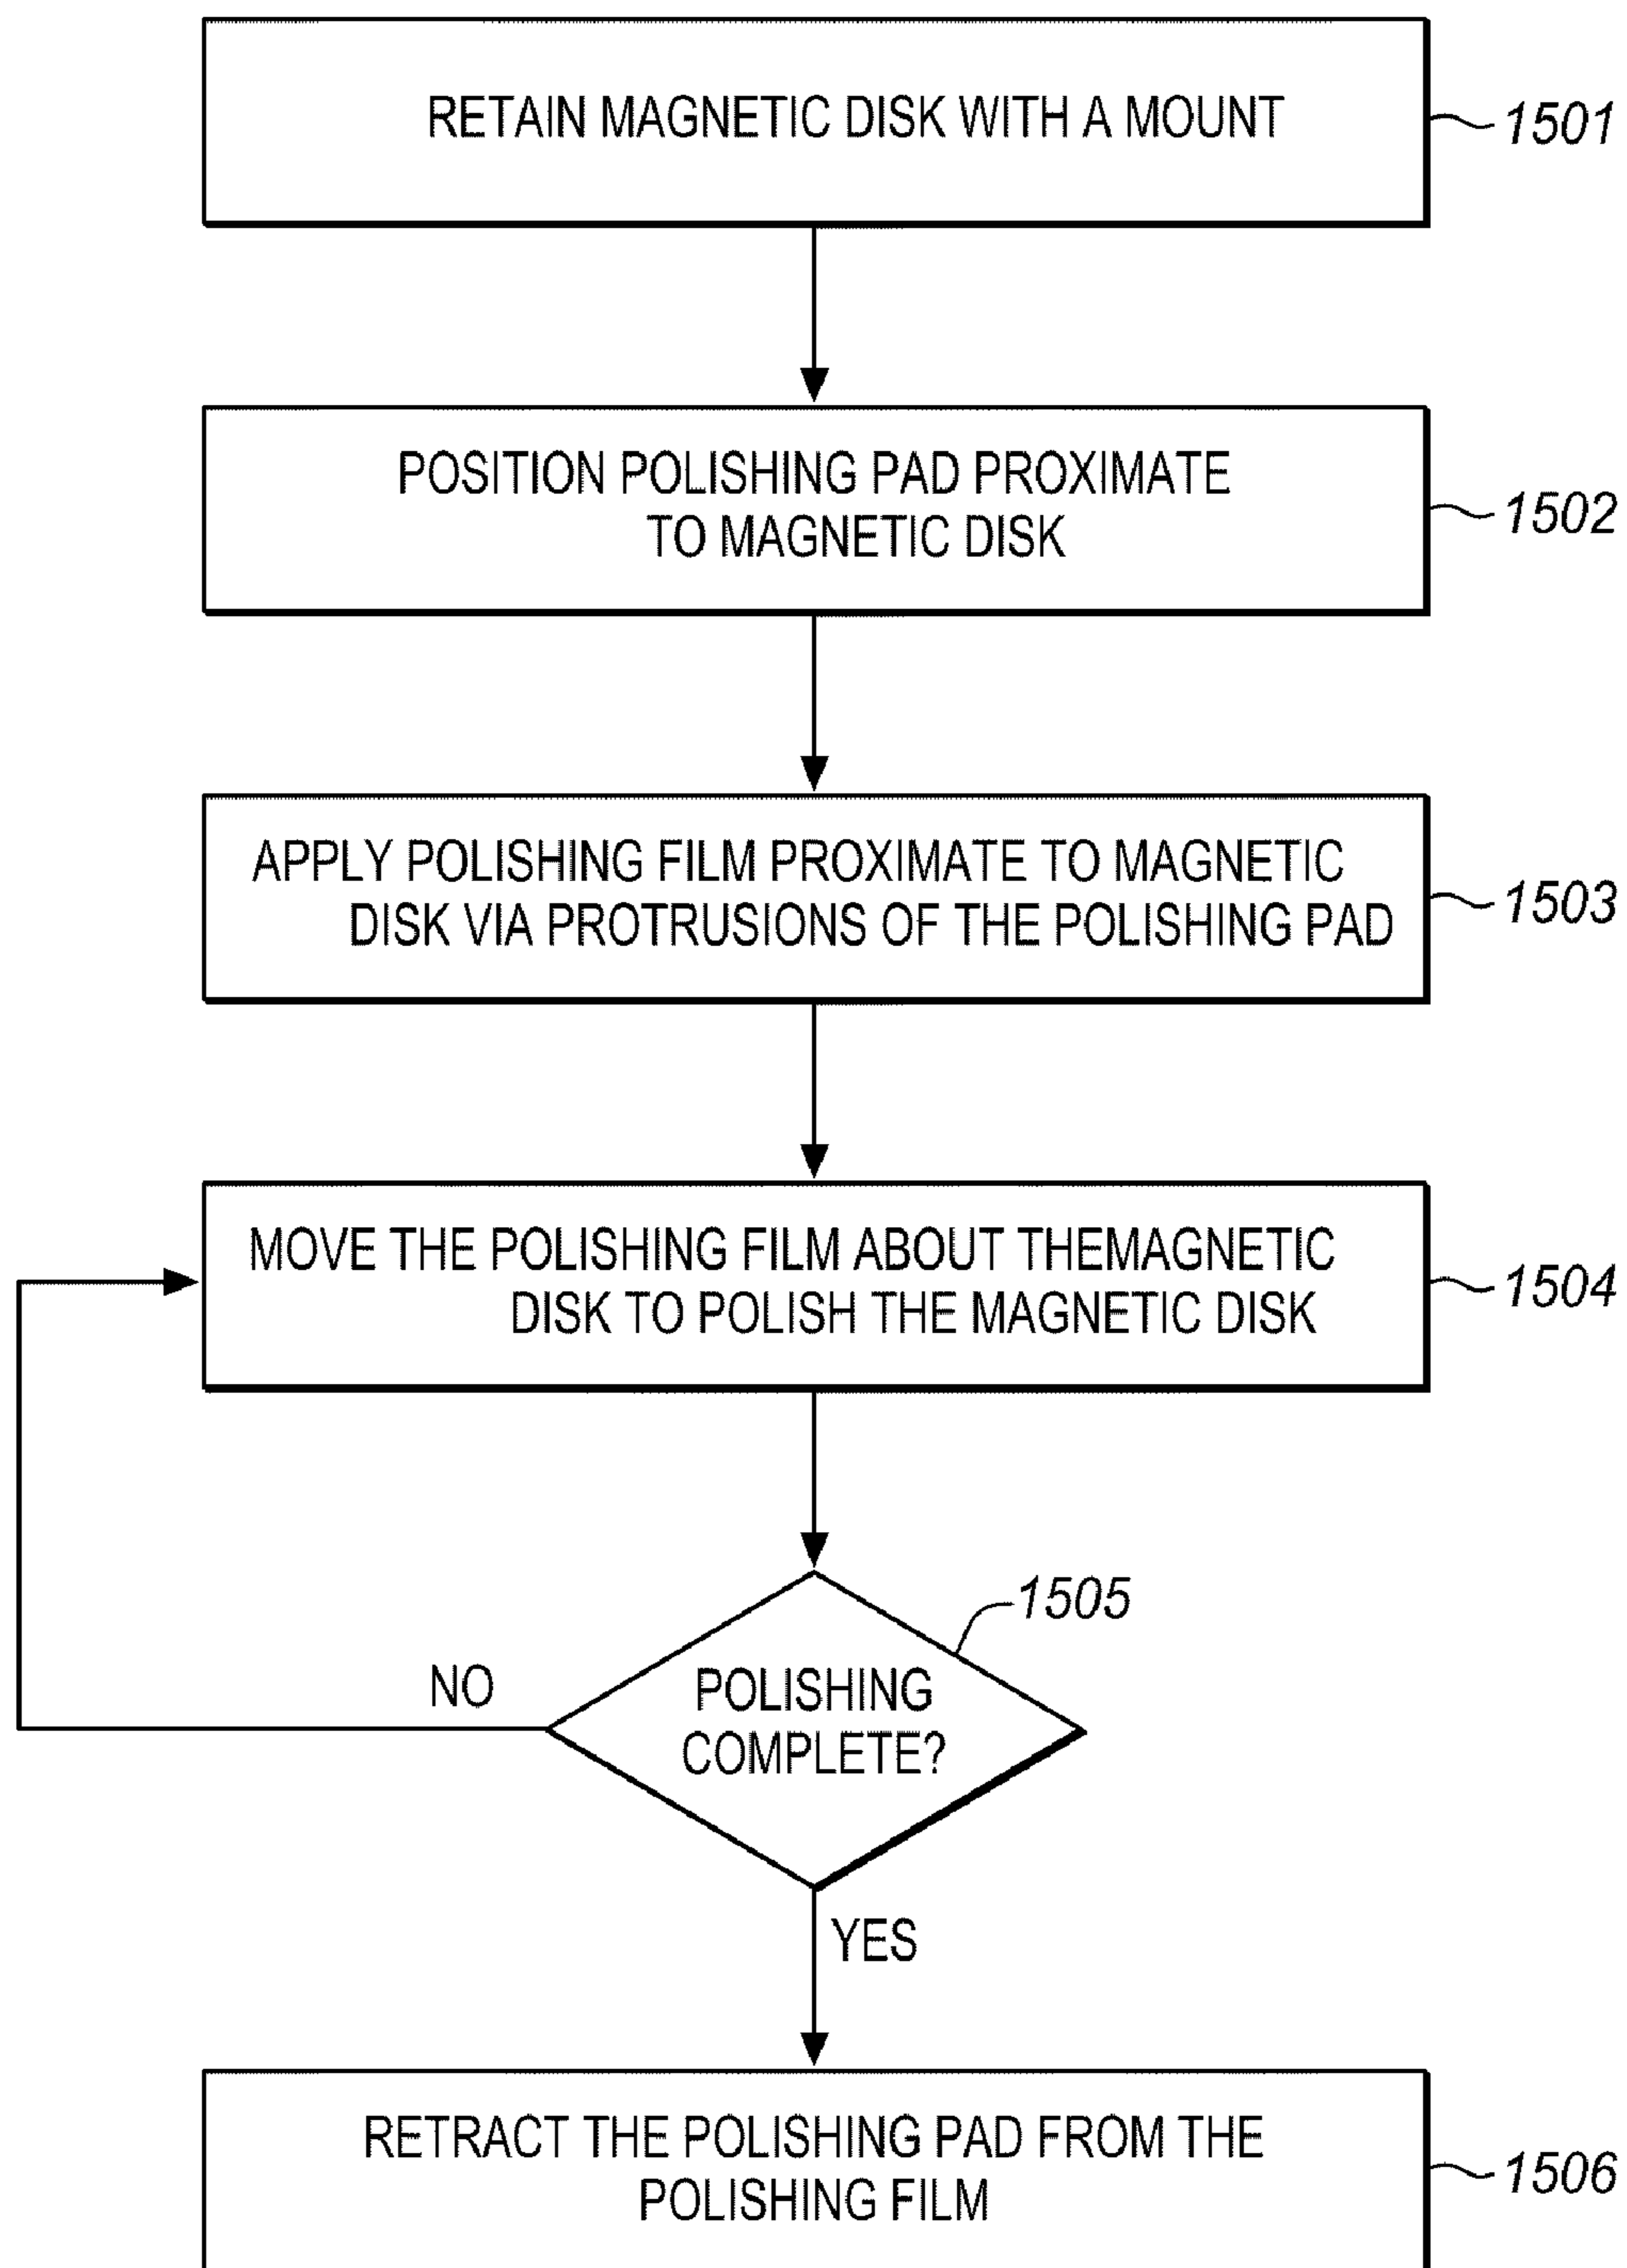 RETAIN MAGNETIC DISK WITH A MOUNT
1501
POSITION POLISHING PAD PROXIMATE
TO MAGNETIC DISK
1502
APPLY POLISHING FILM PROXIMATE TO MAGNETIC
DISK VIA PROTRUSIONS OF THE POLISHING PAD
1503
MOVE THE POLISHING FILM ABOUT THEMAGNETIC
DISK TO POLISH THE MAGNETIC DISK
1504
1505
POLISHING
COMPLETE?
NO
YES
RETRACT THE POLISHING PAD FROM THE
POLISHING FILM
1506